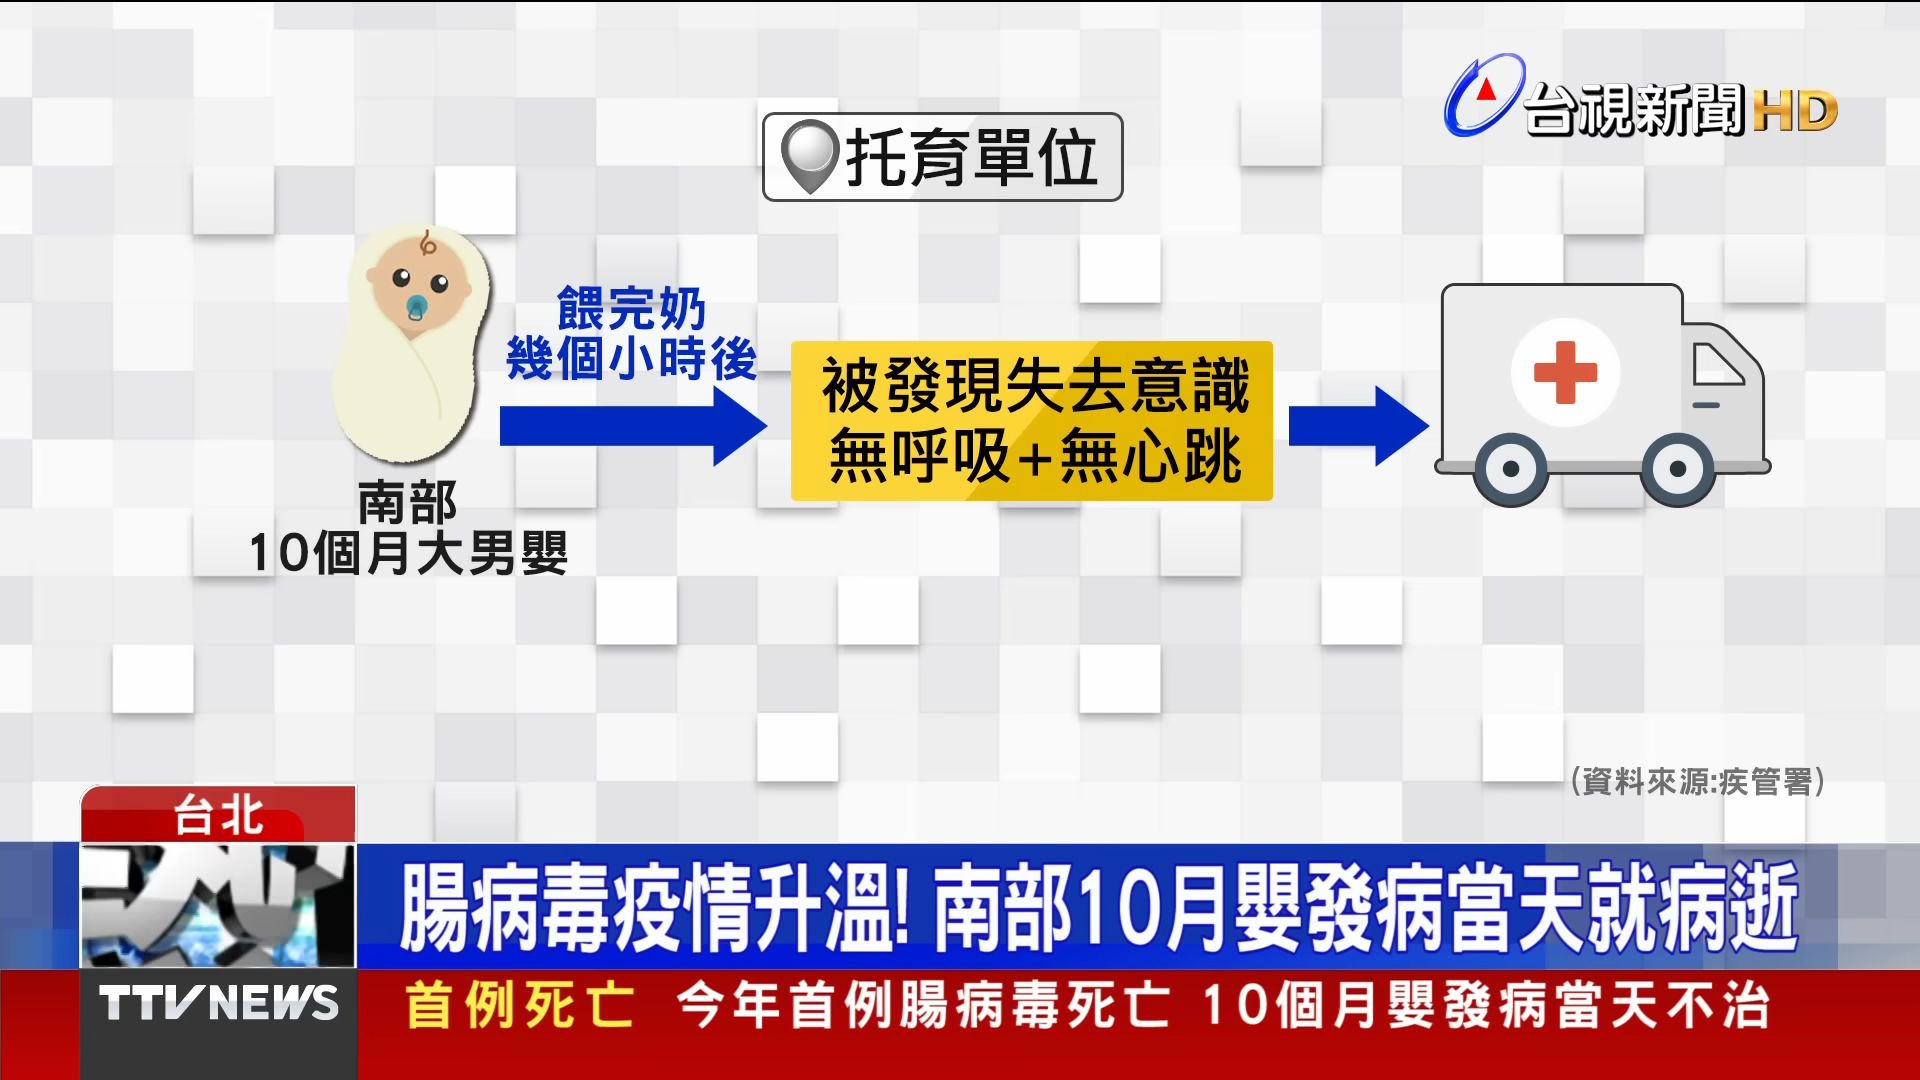 台視新聞HD
托育單位
餵完奶
幾個小時後
被發現失去意識
無呼吸+無心跳
南部
10個月大男嬰
(資料來源:疾管署)
台北
腸病毒疫情升溫! 南部10月嬰發病當天就病逝
TTV NEWS
首例死亡 今年首例腸病毒死亡 10個月嬰發病當天不治